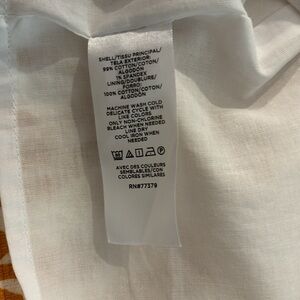 SHELL/TISSU PRINCIPAL/
TELA EXTERIOR:
99% COTTON/COTON/
ALGODÓN
1% SPANDEX
LINING/DOUBLURE/
FORRO:
100% COTTON/COTON/
ALGODÓN
MACHINE WASH COLD
DELICATE CYCLE WITH
LIKE COLORS
ONLY NON-CHLORINE
BLEACH WHEN NEEDED
LINE DRY
COOL IRON WHEN
NEEDED
AVEC DES COULEURS
SEMBLABLES/CON
COLORES SIMILARES
RN#77379